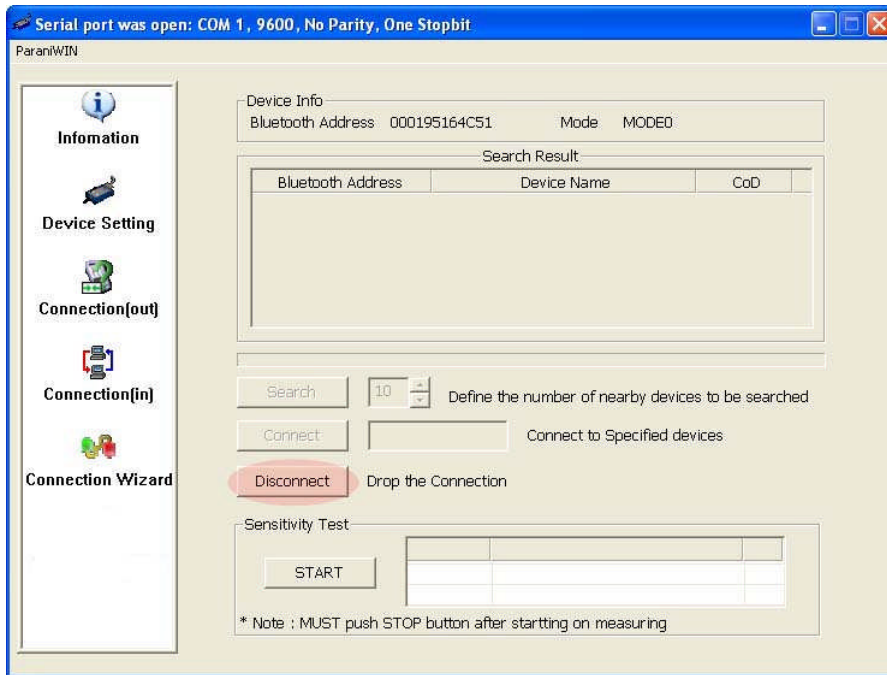 Serial port was open: COM 1, 9600, No Parity, One Stopbit
ParaniWIN
Infomation
Device Setting
Connection(out)
Connection(in)
Connection Wizard
Device Info
Bluetooth Address 000195164C51 Mode MODE0
Search Result
Bluetooth Address Device Name CoD
Search 10 Define the number of nearby devices to be searched
Connect Connect to Specified devices
Disconnect Drop the Connection
Sensitivity Test
START
* Note : MUST push STOP button after startting on measuring